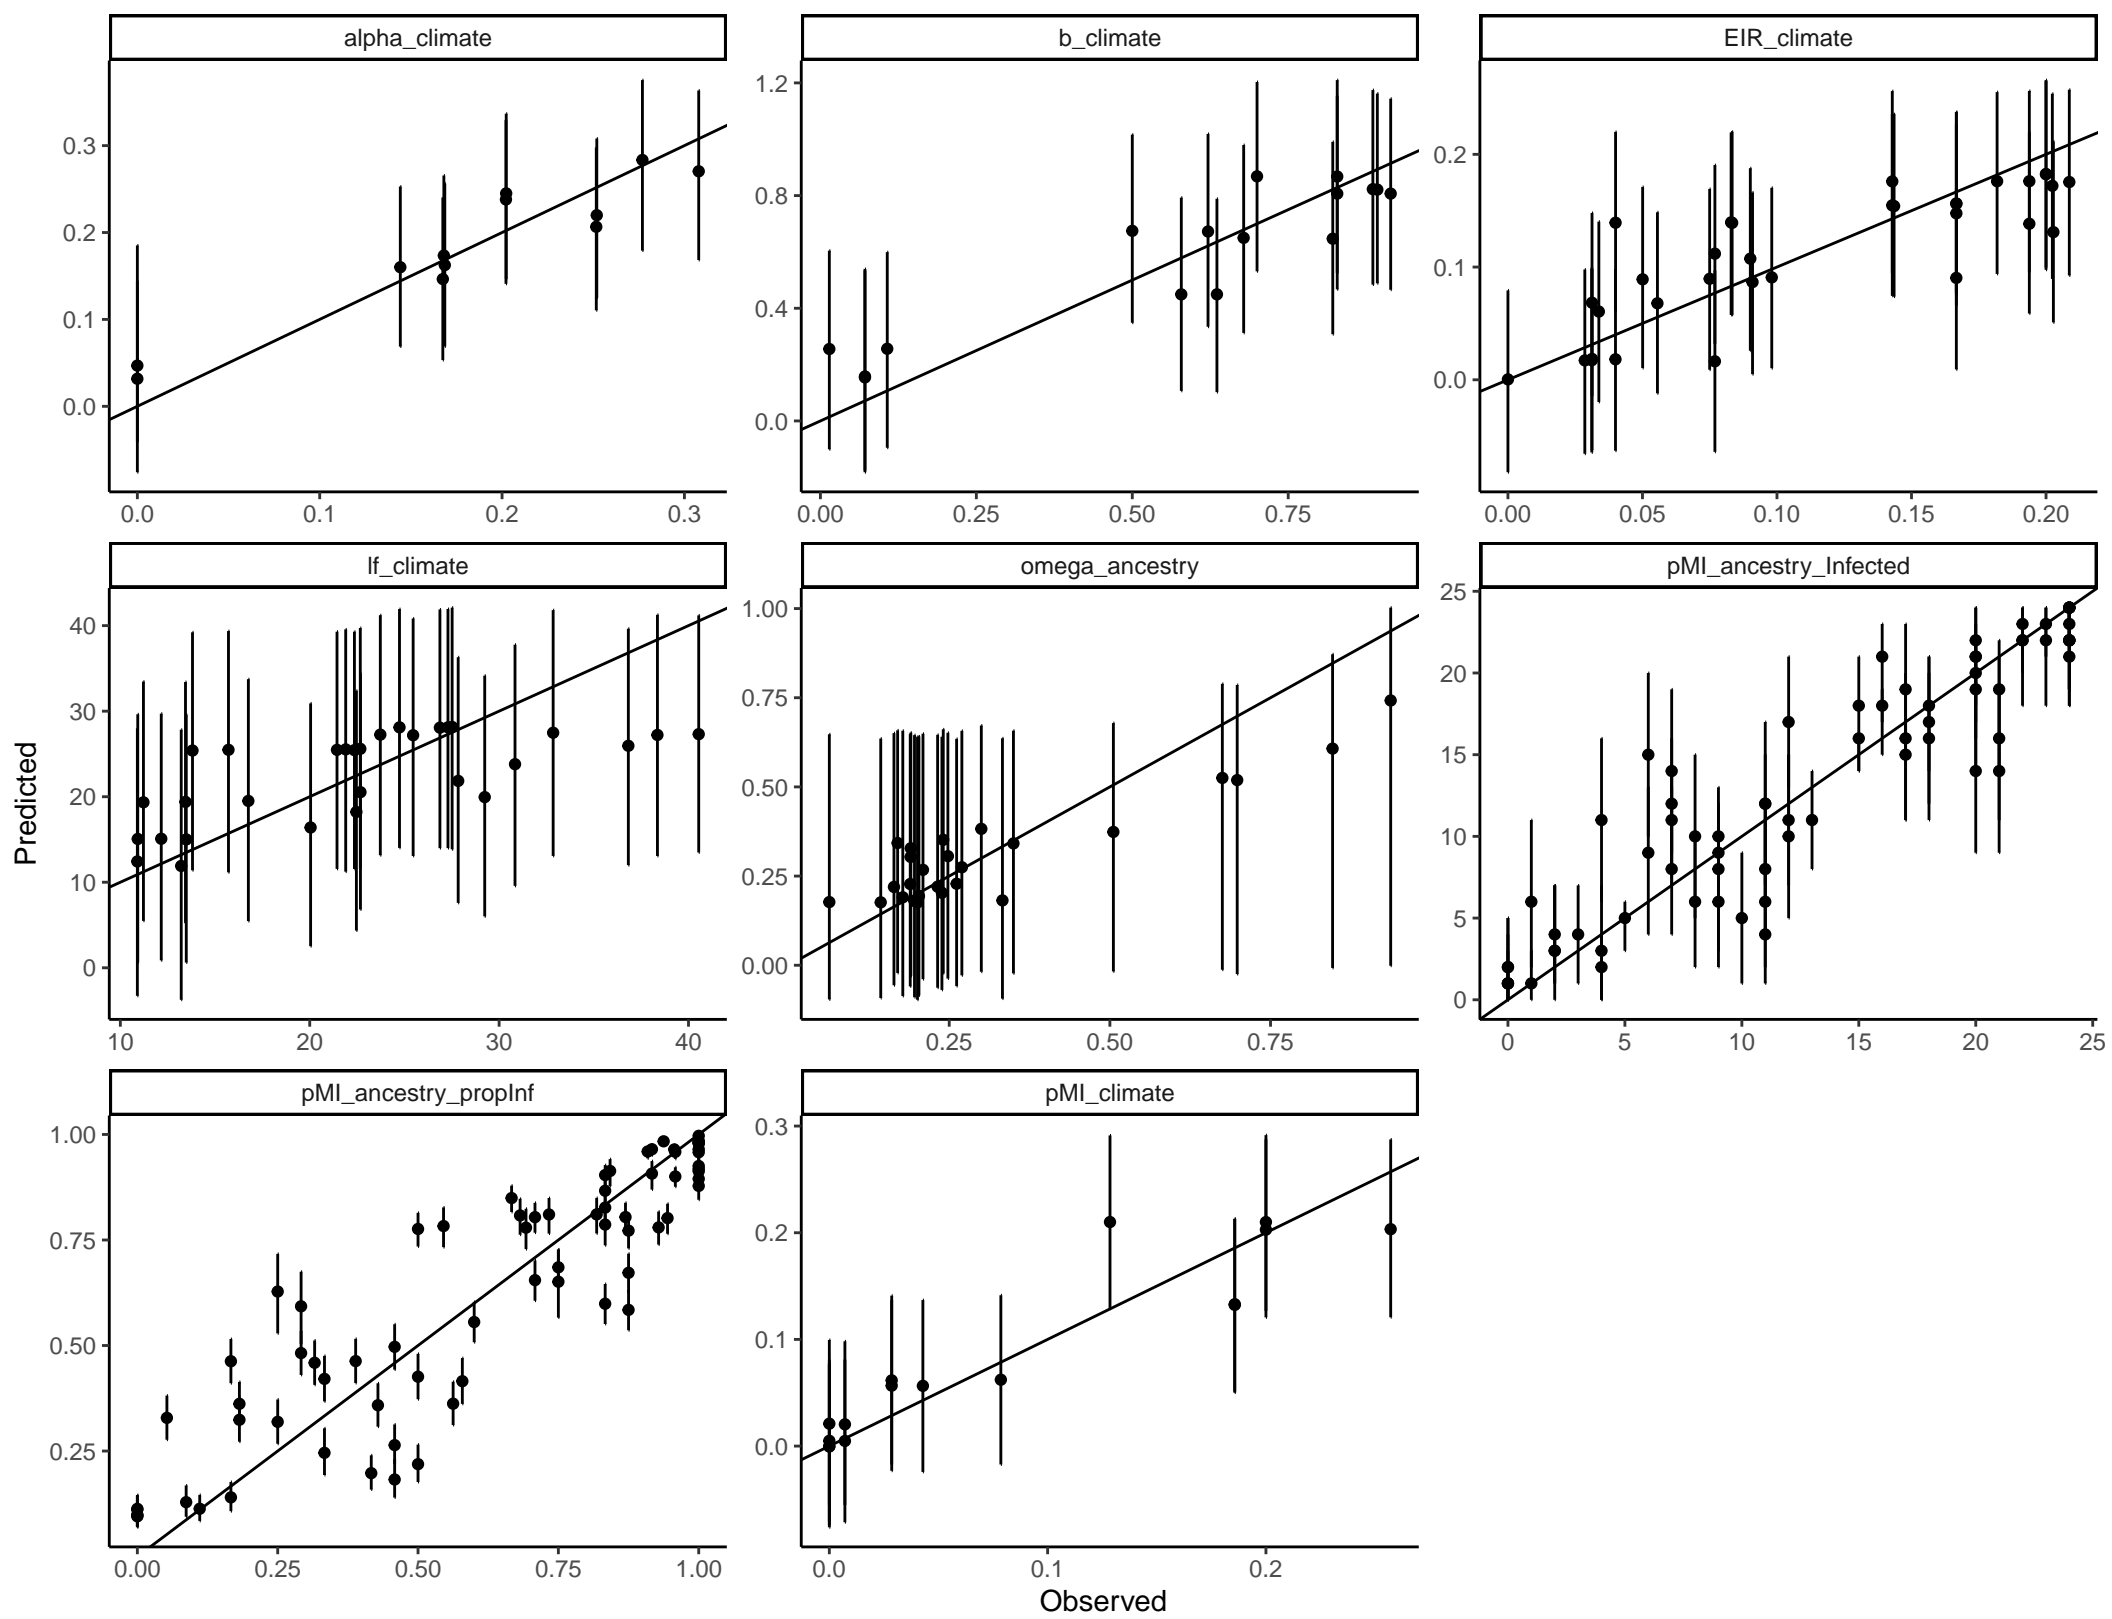 alpha_climate
b_climate
EIR_climate
0.3
0.2
0.1
0.0
0.0 0.1 0.2 0.3
1.2
0.8
0.4
0.0
0.00 0.25 0.50 0.75
0.2
0.1
0.0
0.00 0.05 0.10 0.15 0.20
lf_climate
omega_ancestry
pMI_ancestry_Infected
40
30
20
10
0
10 20 30 40
1.00
0.75
0.50
0.25
0.00
0.25 0.50 0.75
25
20
15
10
5
0
0 5 10 15 20 25
Predicted
pMI_ancestry_propInf
pMI_climate
1.00
0.75
0.50
0.25
0.00 0.25 0.50 0.75 1.00
0.3
0.2
0.1
0.0
0.0 0.1 0.2
Observed